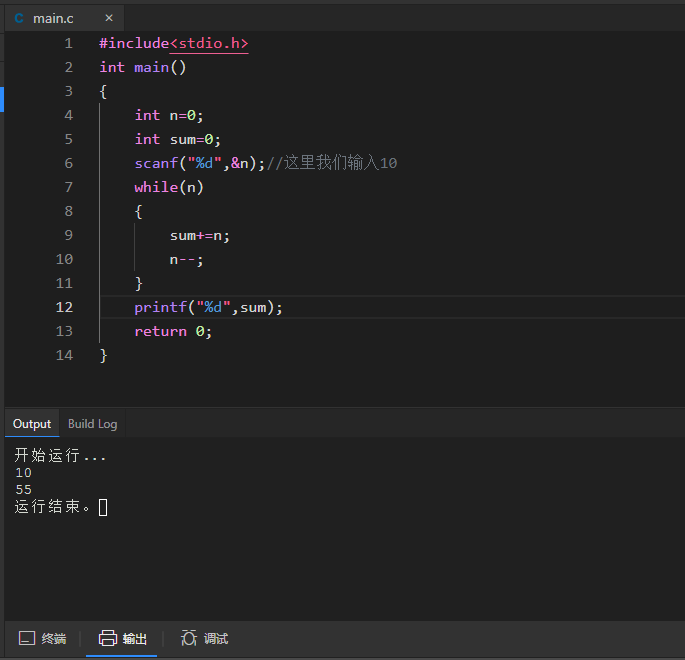 C main.c ×
1 #include<stdio.h>
2 int main()
3 {
4 int n=0;
5 int sum=0;
6 scanf("%d",&n);//这里我们输入10
7 while(n)
8 {
9 sum+=n;
10 n--;
11 }
12 printf("%d",sum);
13 return 0;
14 }
Output Build Log
开始运行...
10
55
运行结束。
终端 输出 调试